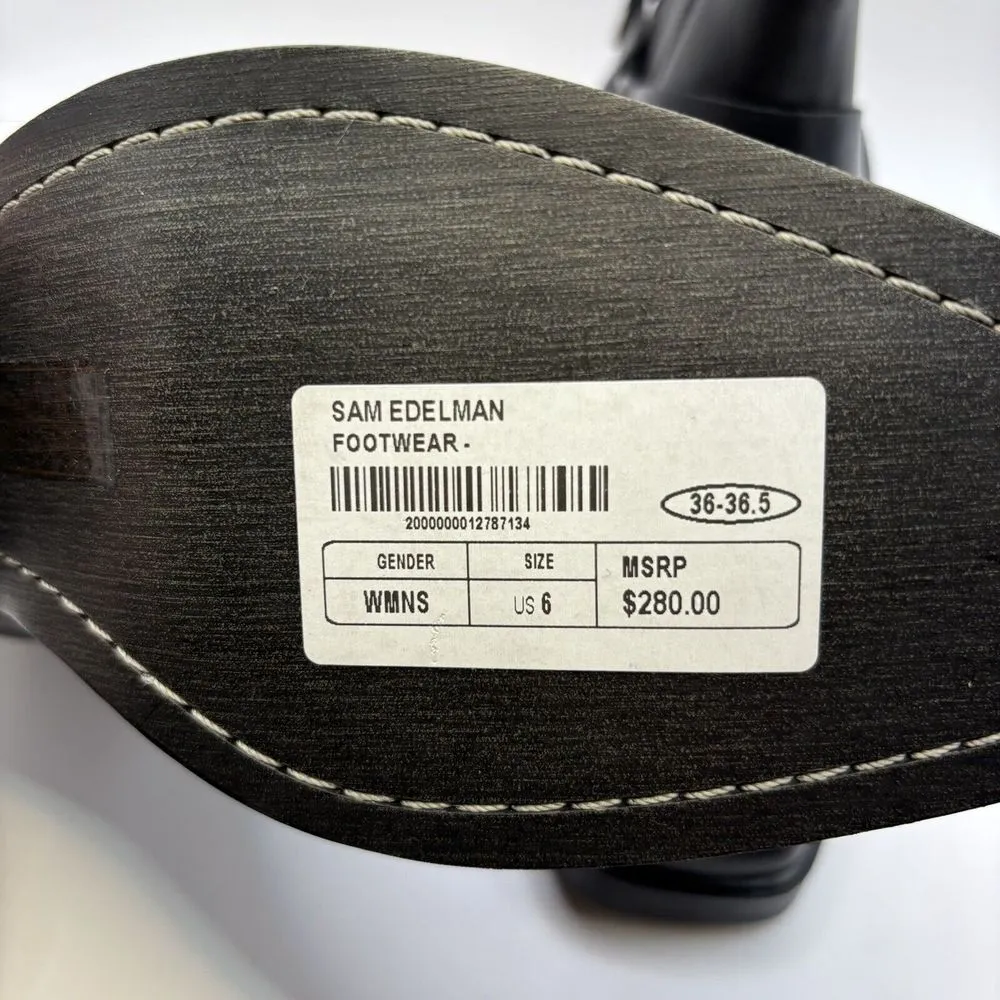 SAM EDELMAN
FOOTWEAR -
2000000012787134
36-36.5
GENDER SIZE MSRP
WMNS US 6 $280.00